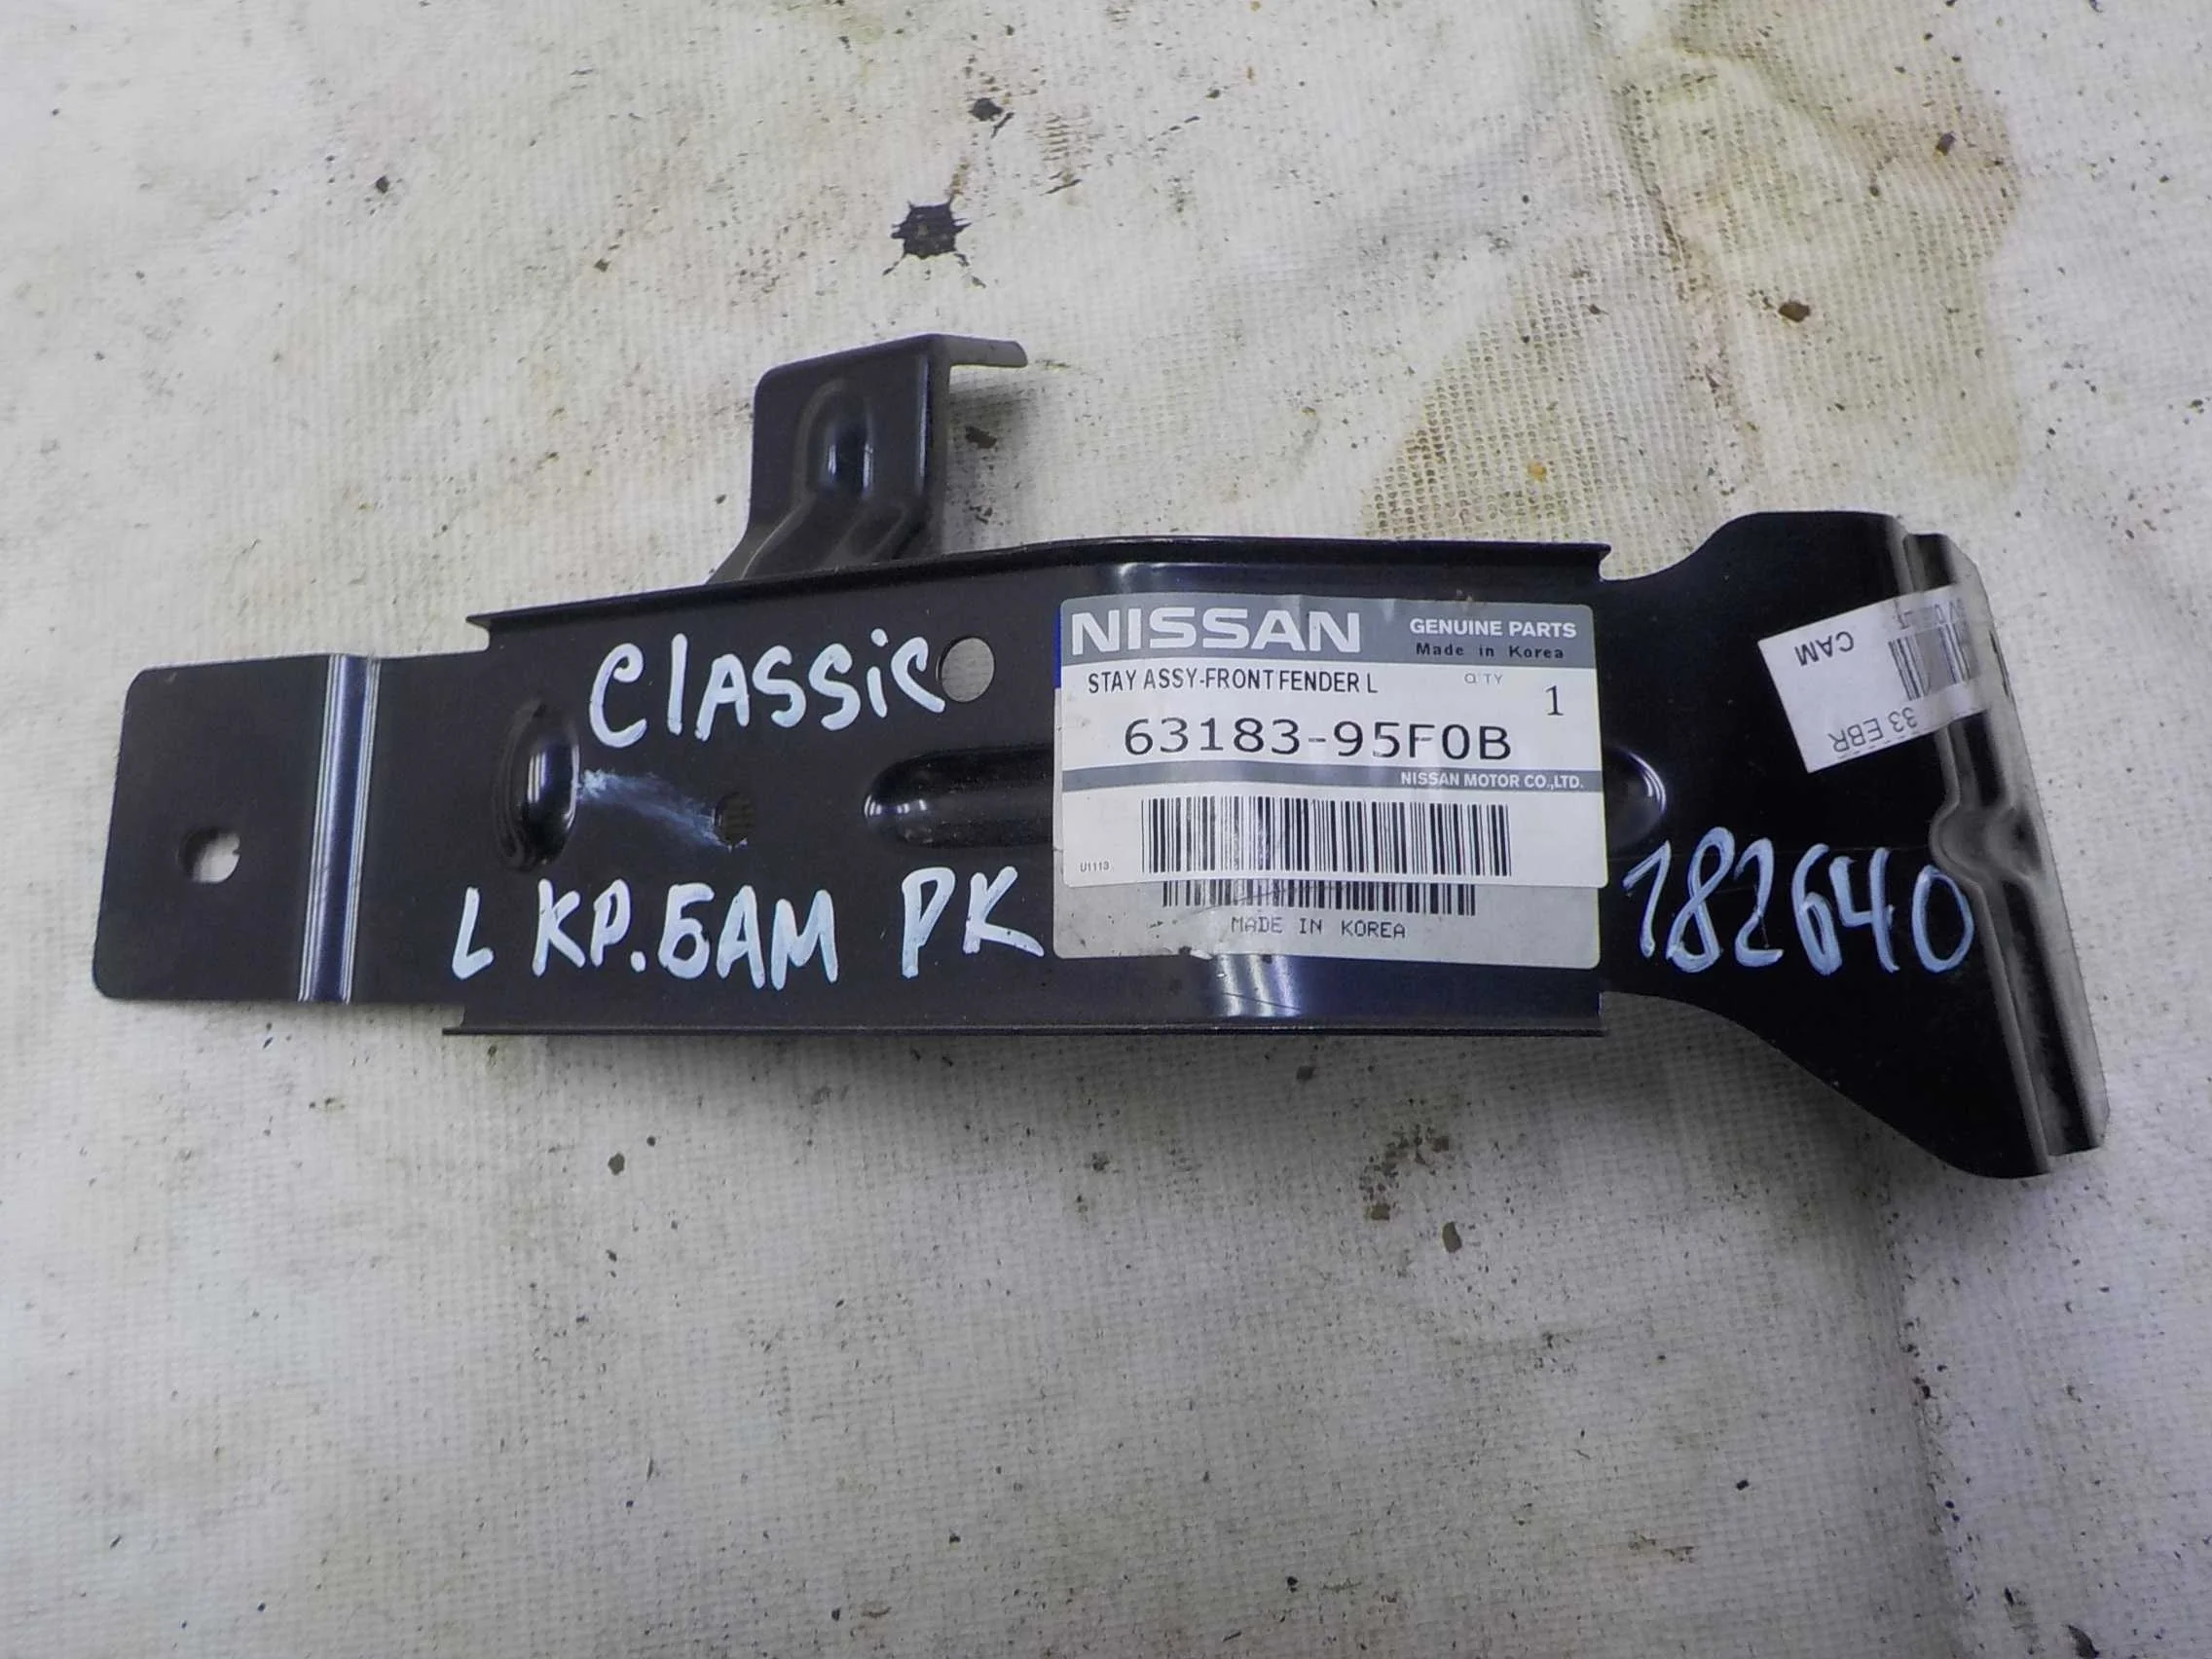 CLASSiC
L КР.БАМ РК
NISSAN
GENUINE PARTS
Made in Korea
STAY ASSY-FRONT FENDER L
Q'TY
1
63183-95F0B
NISSAN MOTOR CO.,LTD.
U1113
MADE IN KOREA
182640
CAM
33 EBR